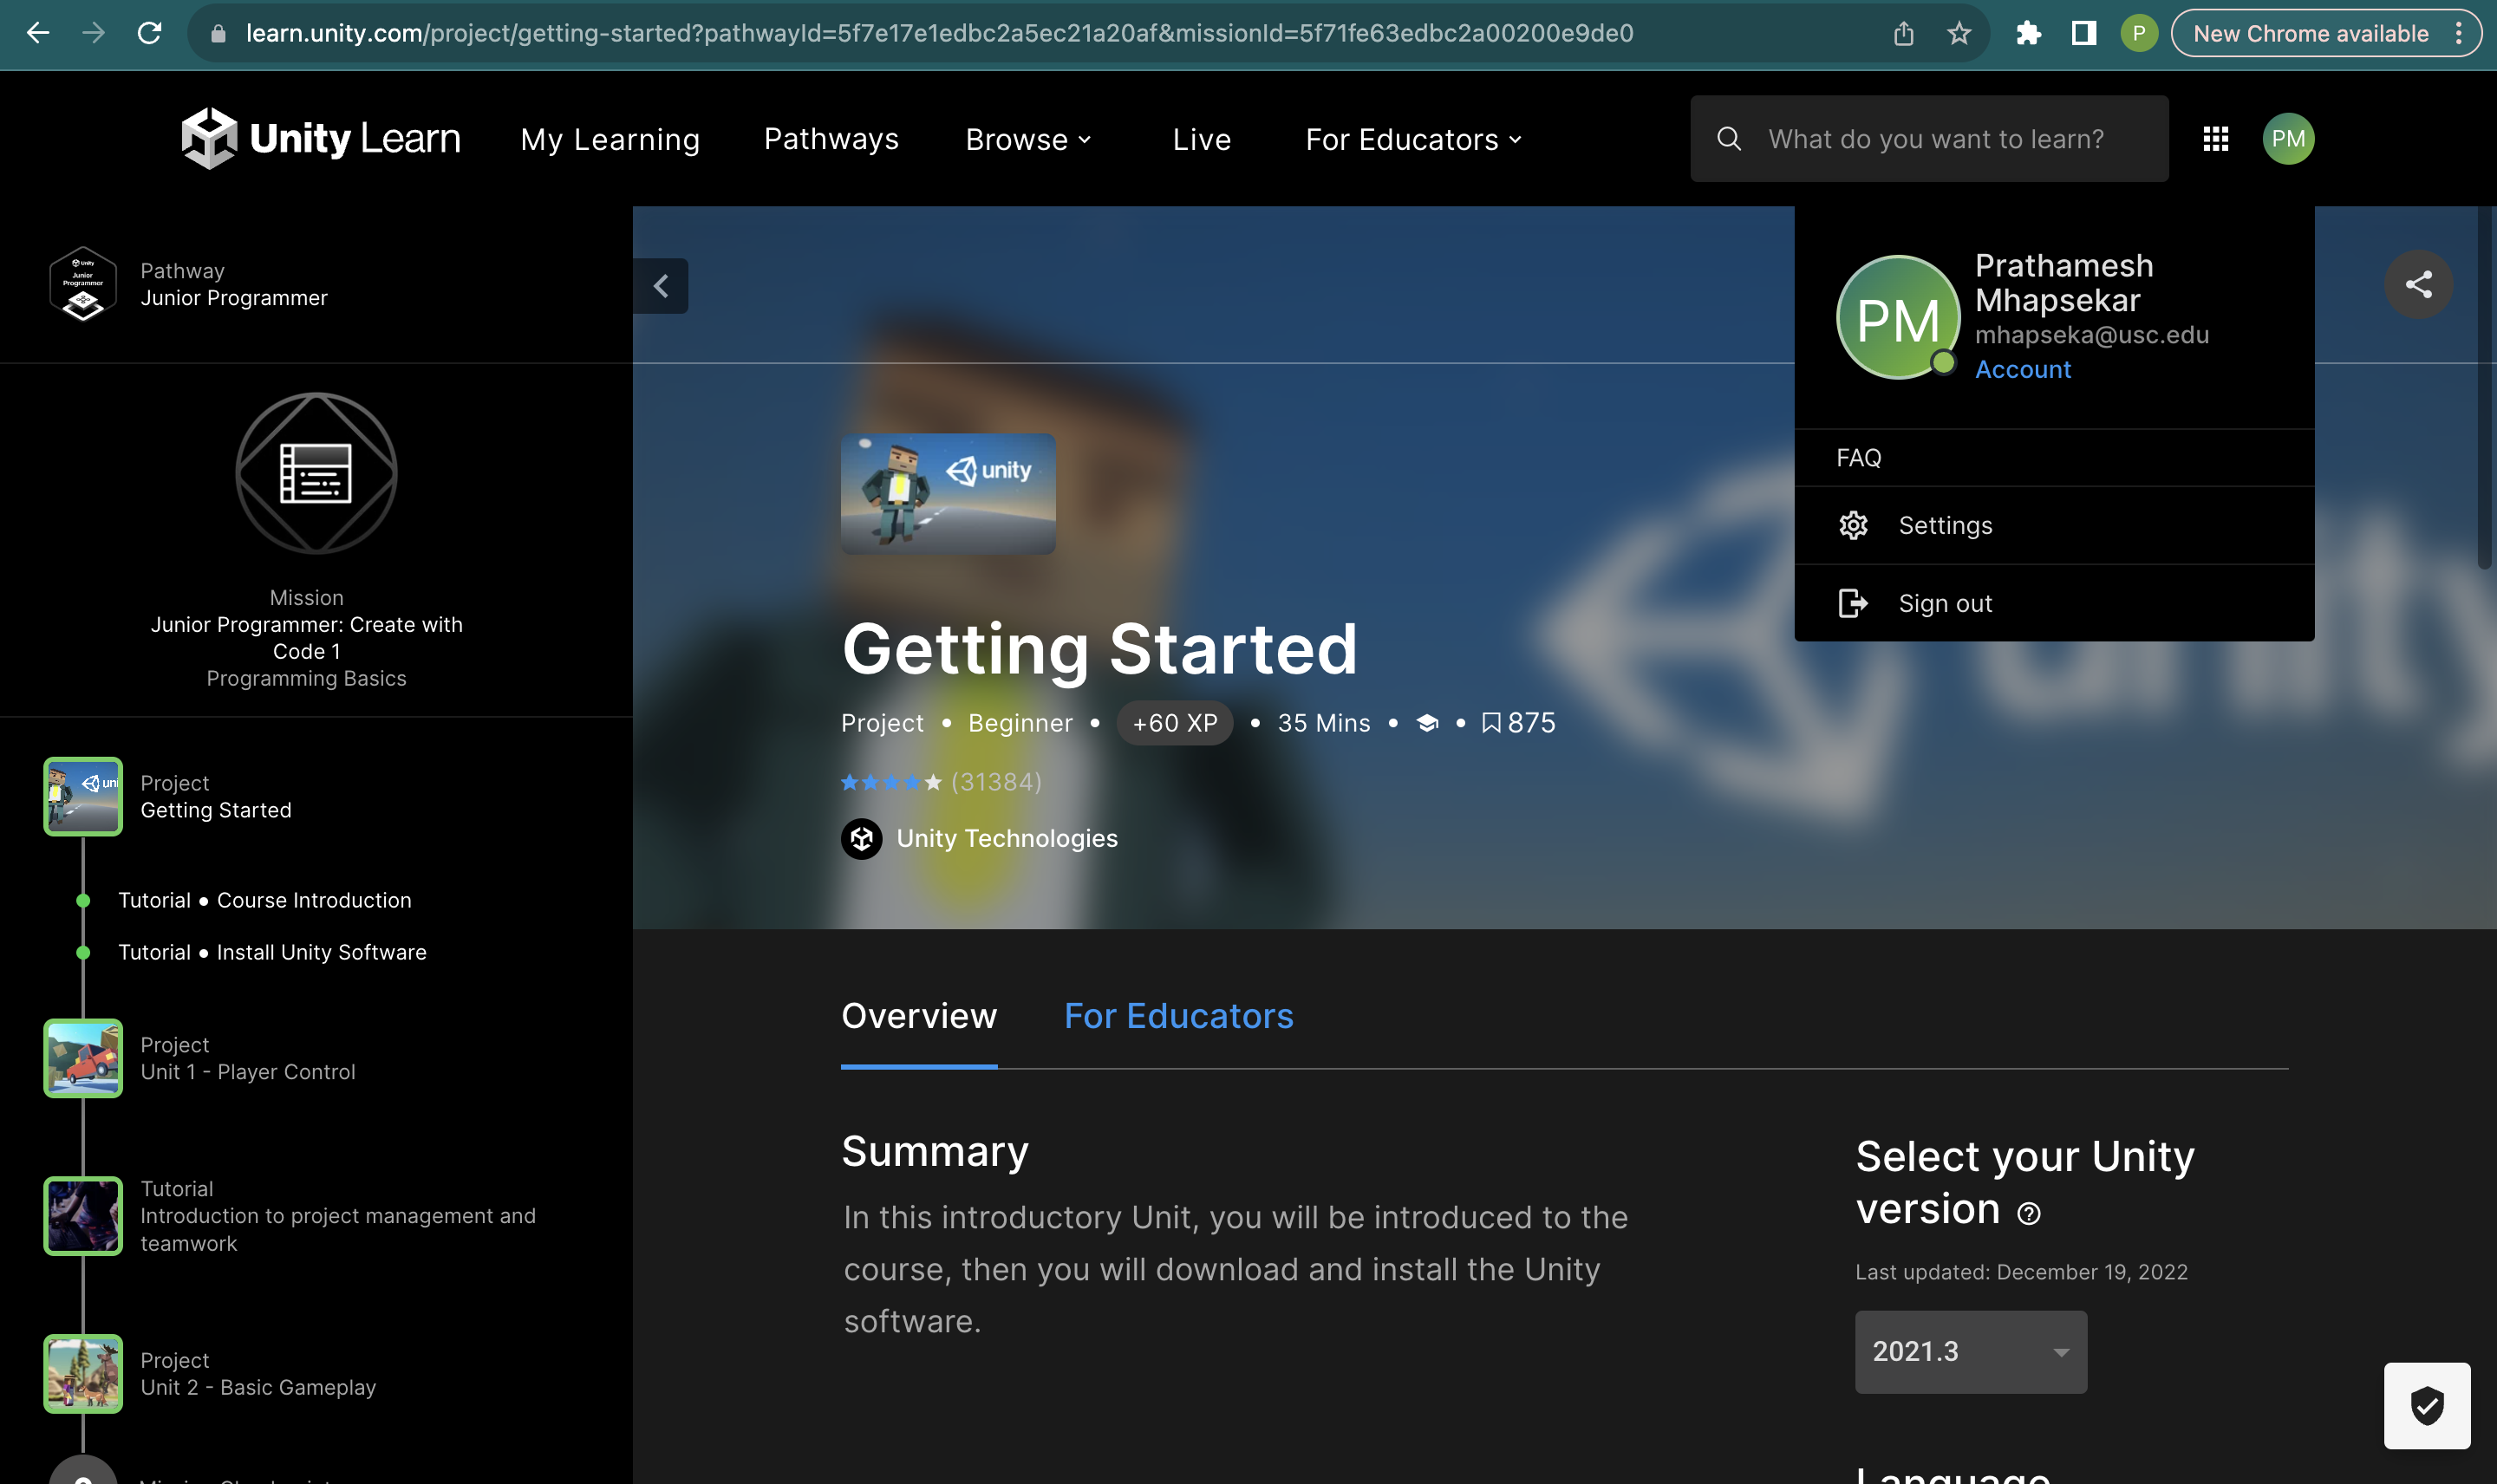 learn.unity.com/project/getting-started?pathwayId=5f7e17e1edbc2a5ec21a20af&missionId=5f71fe63edbc2a00200e9de0
P
New Chrome available
Unity Learn
My Learning
Pathways
Browse
Live
For Educators
What do you want to learn?
PM
Unity
Junior
Programmer
Pathway
Junior Programmer
Mission
Junior Programmer: Create with
Code 1
Programming Basics
Project
Getting Started
Tutorial • Course Introduction
Tutorial • Install Unity Software
Project
Unit 1 - Player Control
Tutorial
Introduction to project management and
teamwork
Project
Unit 2 - Basic Gameplay
PM
Prathamesh
Mhapsekar
mhapseka@usc.edu
Account
FAQ
Settings
Sign out
unity
unity
Getting Started
Project • Beginner • +60 XP • 35 Mins • • 875
(31384)
Unity Technologies
Overview
For Educators
Summary
In this introductory Unit, you will be introduced to the
course, then you will download and install the Unity
software.
Select your Unity
version
Last updated: December 19, 2022
2021.3
Language